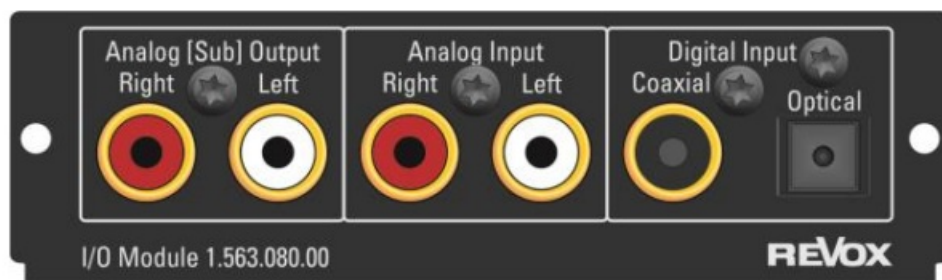 Analog [Sub] Output
Right Left
Analog Input
Right Left
Digital Input
Coaxial
Optical
I/O Module 1.563.080.00
REVOX